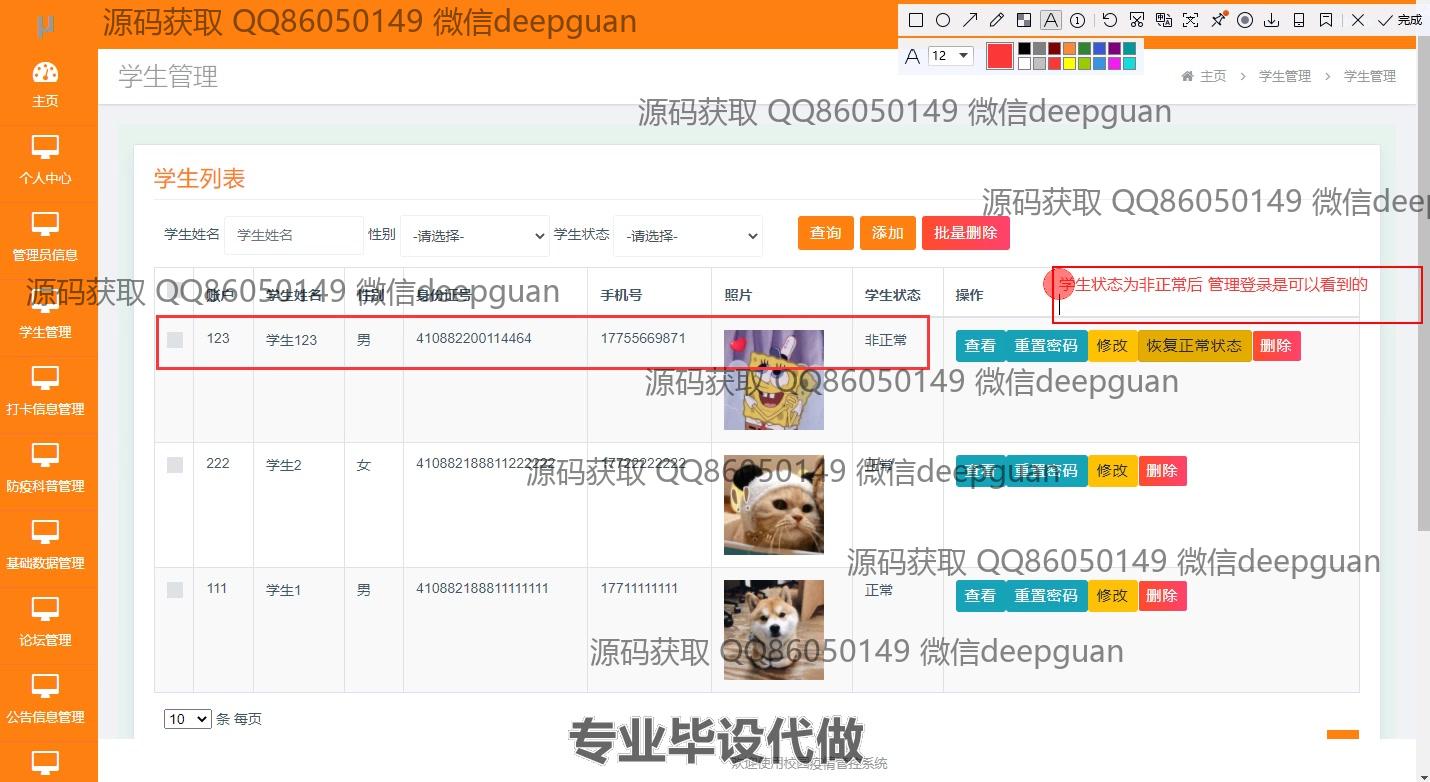 源码获取 QQ86050149 微信deepguan
12
完成
主页
学生管理
主页 > 学生管理 > 学生管理
源码获取 QQ86050149 微信deepguan
个人中心
学生列表
源码获取 QQ86050149 微信deep
管理员信息
学生姓名 学生姓名 性别 -请选择- 学生状态 -请选择- 查询 添加 批量删除
源码获取 QQ86050149 微信deepguan
账户 学生姓名 性别 身份证号 手机号 照片 学生状态 操作
学生状态为非正常后 管理登录是可以看到的
学生管理
123 学生123 男 410882200114464 17755669871 非正常 查看 重置密码 修改 恢复正常状态 删除
源码获取 QQ86050149 微信deepguan
打卡信息管理
222 学生2 女 410882188811222222 17722222222 正常 查看 重置密码 修改 删除
源码获取 QQ86050149 微信deepguan
防疫科普管理
源码获取 QQ86050149 微信deepguan
基础数据管理
111 学生1 男 410882188811111111 17711111111 正常 查看 重置密码 修改 删除
论坛管理
源码获取 QQ86050149 微信deepguan
公告信息管理
10 条 每页
专业毕设代做
欢迎使用校园疫情管控系统